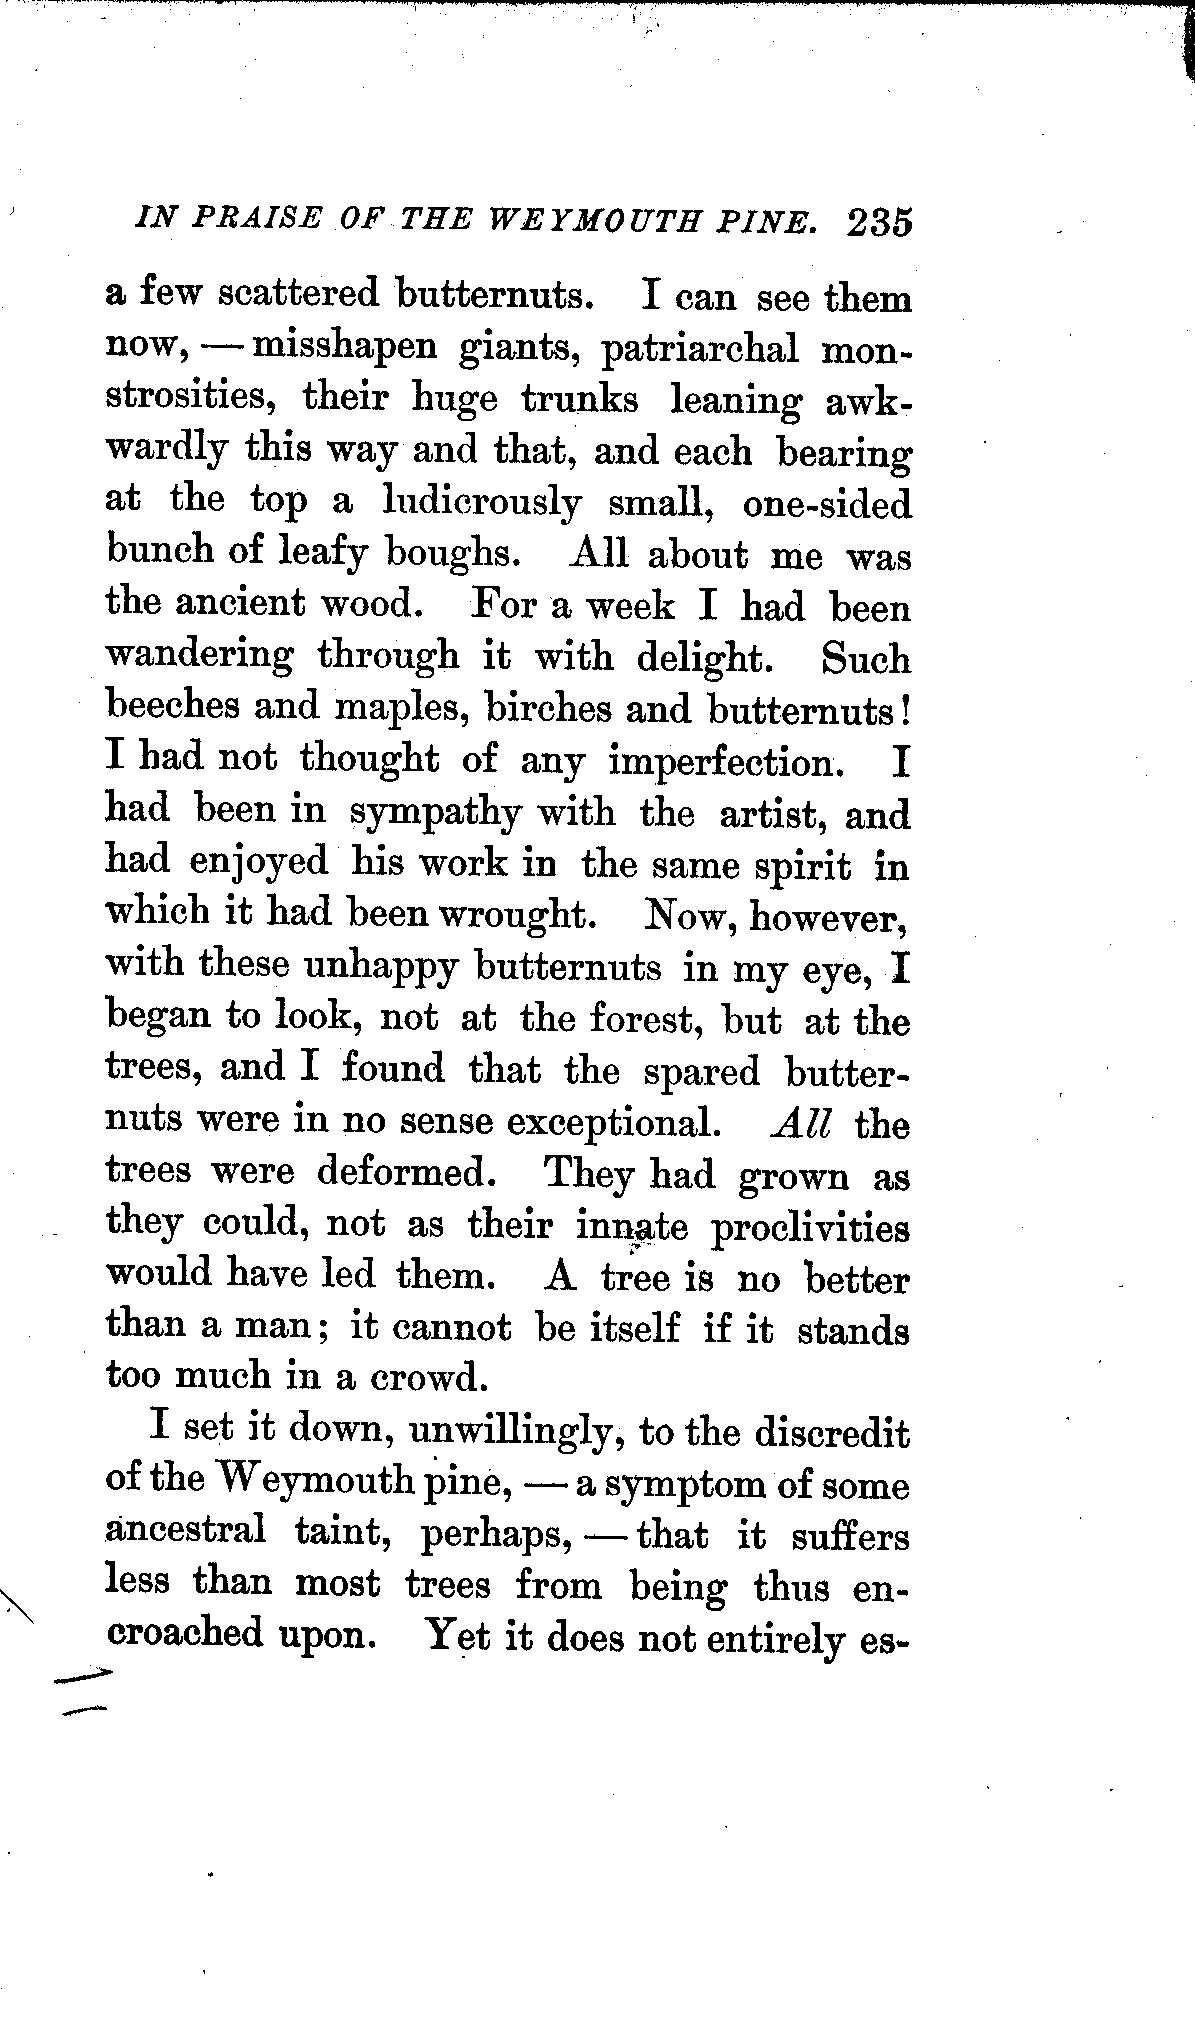 IN PRAISE OF THE WEYMOUTH PINE. 235
a few scattered butternuts. I can see them
now, — misshapen giants, patriarchal mon-
strosities, their huge trunks leaning awk-
wardly this way and that, and each bearing
at the top a ludicrously small, one-sided
bunch of leafy boughs. All about me was
the ancient wood. For a week I had been
wandering through it with delight. Such
beeches and maples, birches and butternuts!
I had not thought of any imperfection. I
had been in sympathy with the artist, and
had enjoyed his work in the same spirit in
which it had been wrought. Now, however,
with these unhappy butternuts in my eye, I
began to look, not at the forest, but at the
trees, and I found that the spared butter-
nuts were in no sense exceptional. All the
trees were deformed. They had grown as
they could, not as their innate proclivities
would have led them. A tree is no better
than a man; it cannot be itself if it stands
too much in a crowd.
I set it down, unwillingly, to the discredit
of the Weymouth pine, — a symptom of some
ancestral taint, perhaps, — that it suffers
less than most trees from being thus en-
croached upon. Yet it does not entirely es-